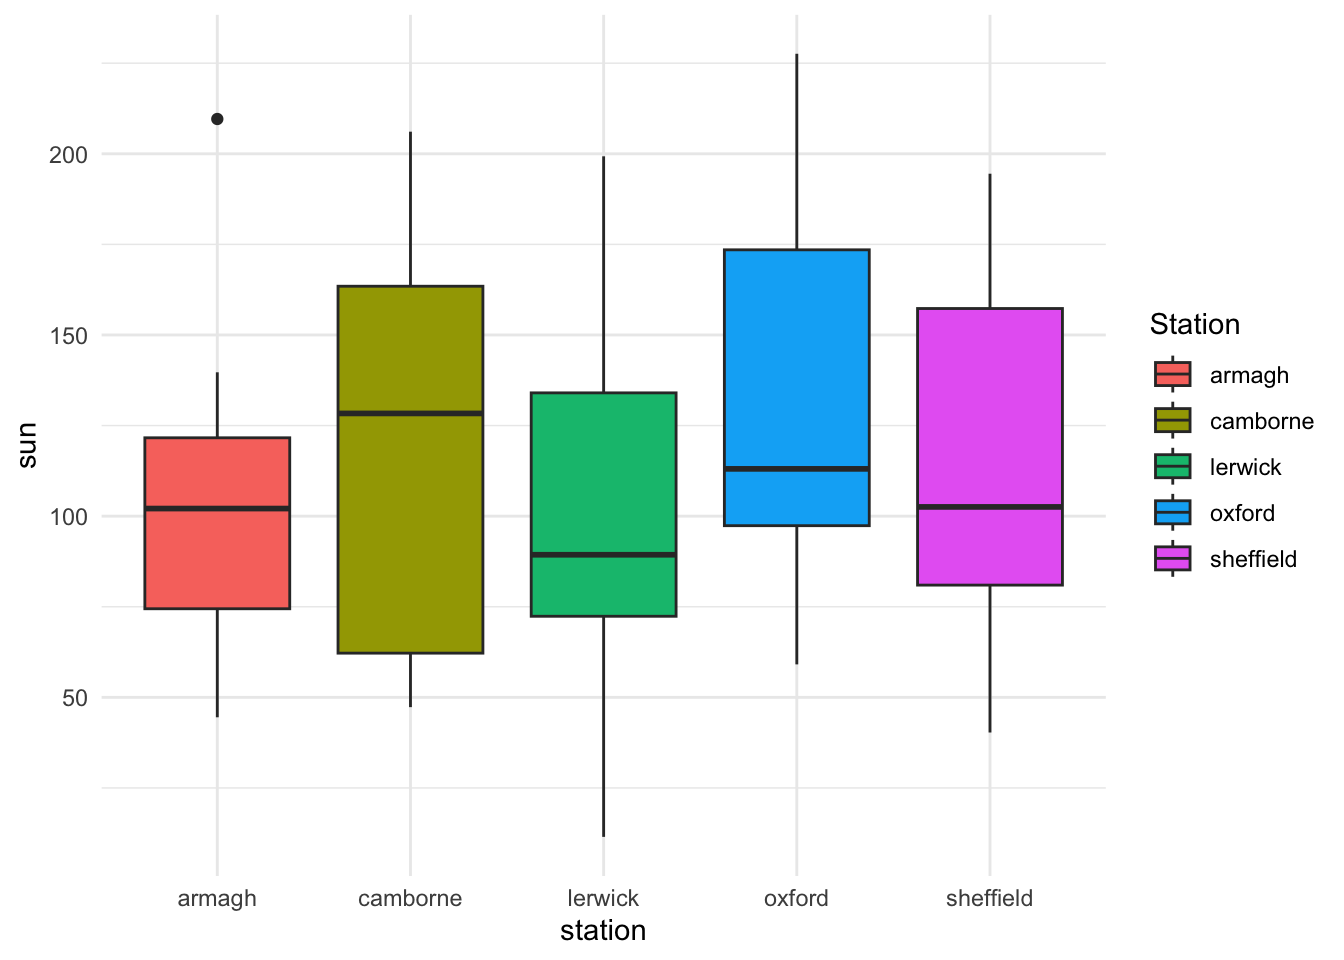 sun
200
150
100
50
armagh
camborne
lerwick
oxford
sheffield
station
Station
armagh
camborne
lerwick
oxford
sheffield